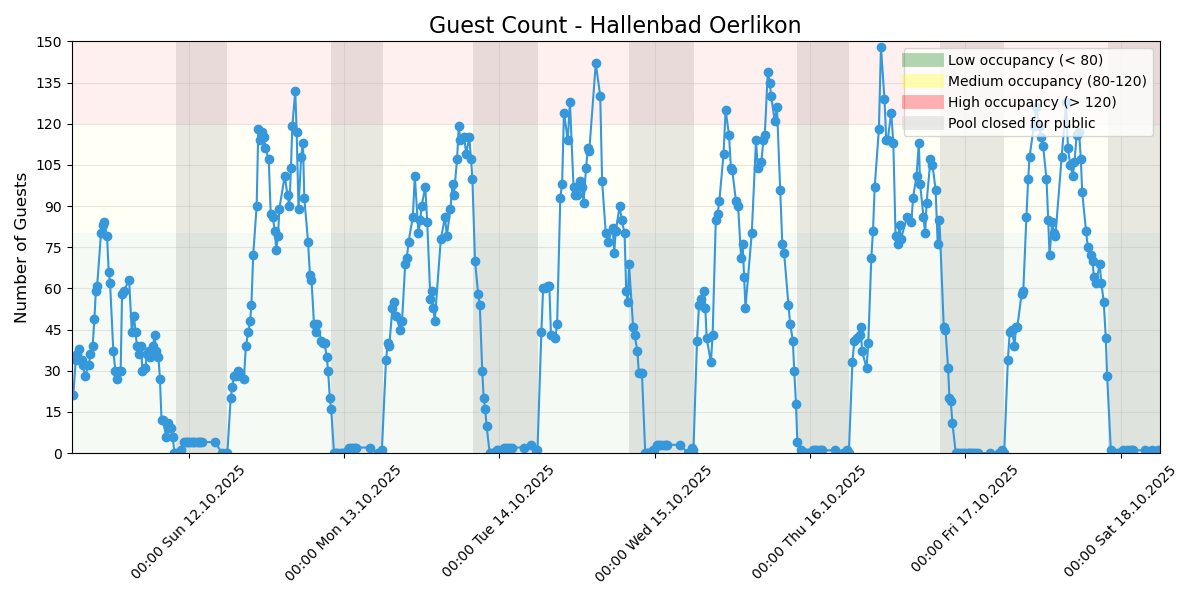 Guest Count - Hallenbad Oerlikon
Number of Guests
150
135
120
105
90
75
60
45
30
15
0
Low occupancy (< 80)
Medium occupancy (80-120)
High occupancy (> 120)
Pool closed for public
00:00 Sun 12.10.2025
00:00 Mon 13.10.2025
00:00 Tue 14.10.2025
00:00 Wed 15.10.2025
00:00 Thu 16.10.2025
00:00 Fri 17.10.2025
00:00 Sat 18.10.2025